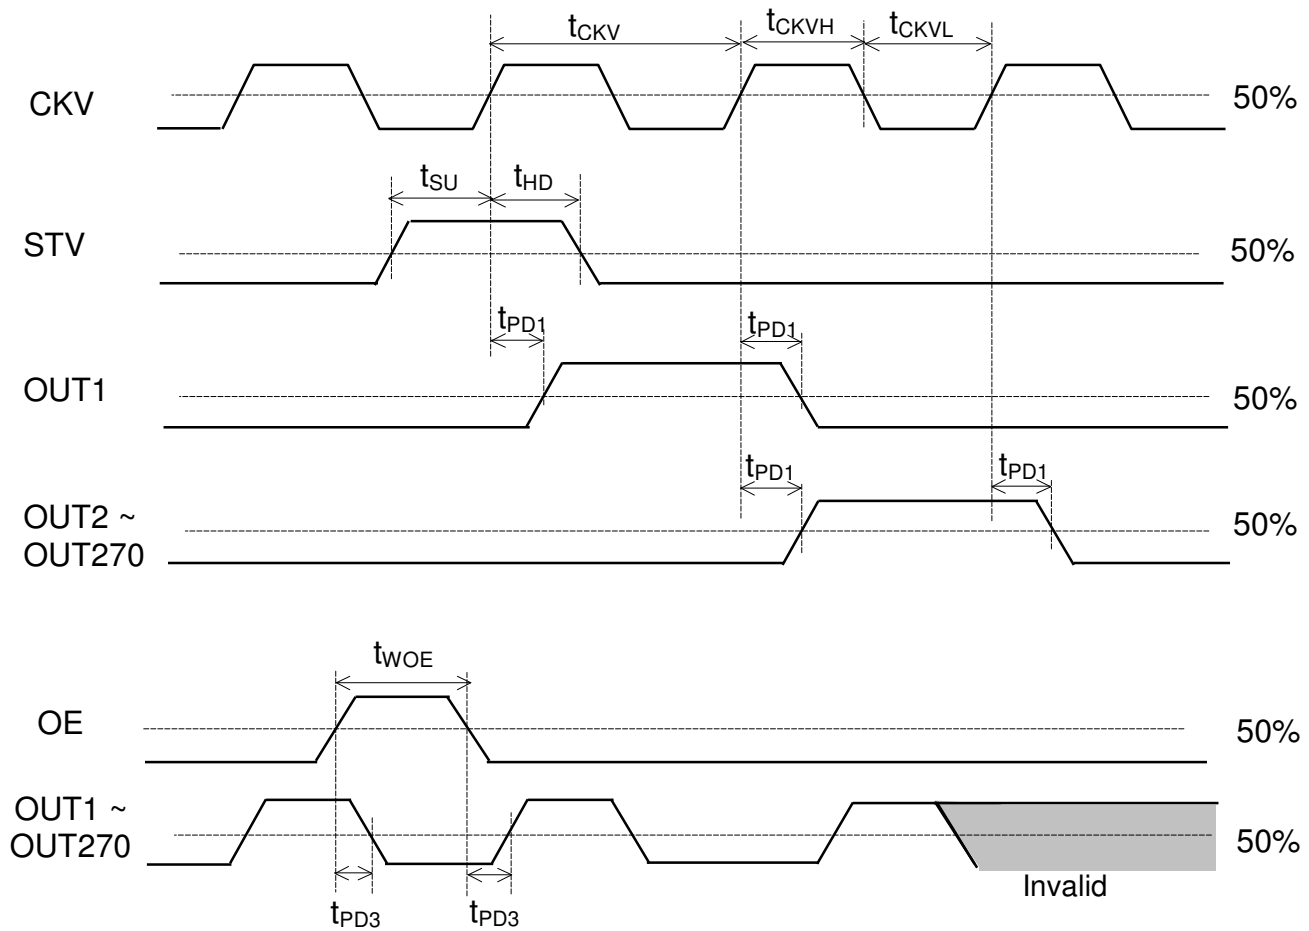 tCKV tCKVH tCKVL
CKV 50%
tSU tHD
STV 50%
tPD1 tPD1
OUT1 50%
tPD1 tPD1
OUT2 ~ 50%
OUT270
tWOE
OE 50%
OUT1 ~
OUT270 50%
Invalid
tPD3 tPD3